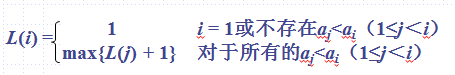 L(i) = { 1 i = 1或不存在aj<ai（1≤j＜i）
max{L(j) + 1} 对于所有的aj<ai（1≤j＜i）